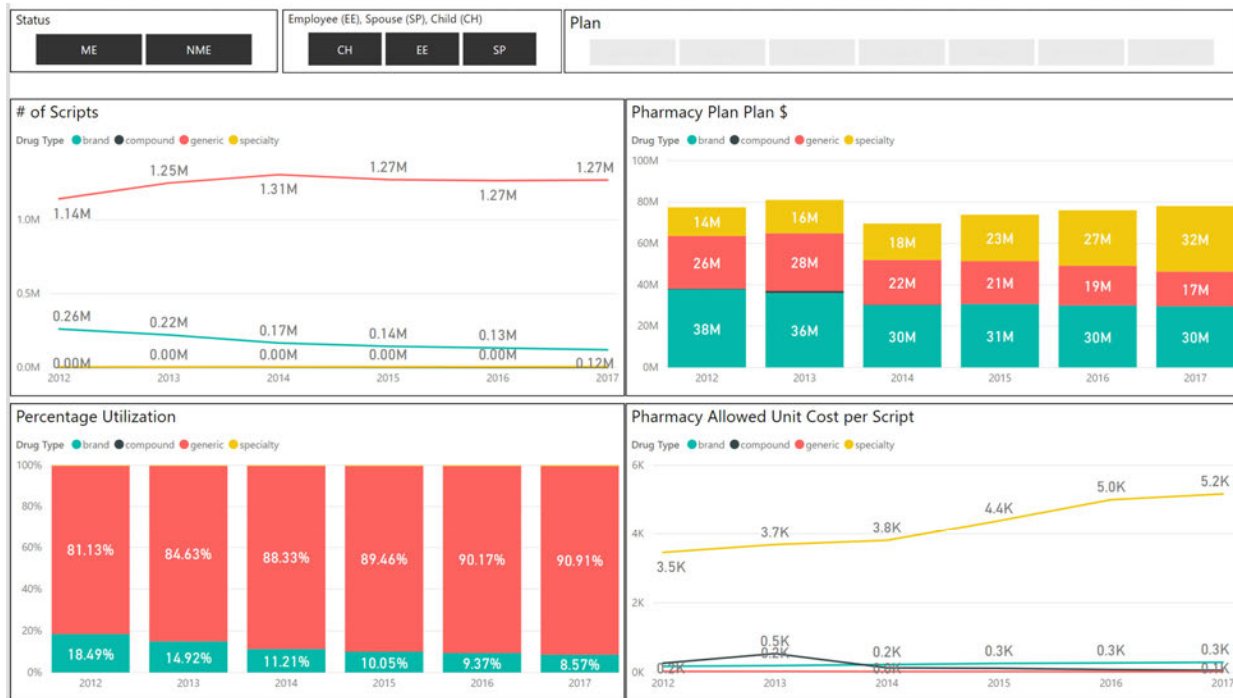 Status
ME NME
Employee (EE), Spouse (SP), Child (CH)
CH EE SP
Plan
# of Scripts
Drug Type brand compound generic specialty
1.25M 1.27M 1.27M
1.14M 1.31M 1.27M
1.0M
0.5M
0.26M 0.22M 0.17M 0.14M 0.13M
0.00M 0.00M 0.00M 0.00M 0.00M 0.12M
0.0M
2012 2013 2014 2015 2016 2017
Pharmacy Plan Plan $
Drug Type brand compound generic specialty
100M
80M
14M 16M 18M 23M 27M 32M
60M
26M 28M 22M 21M 19M 17M
40M
38M 36M 30M 31M 30M 30M
20M
0M
2012 2013 2014 2015 2016 2017
Percentage Utilization
Drug Type brand compound generic specialty
100%
80%
81.13% 84.63% 88.33% 89.46% 90.17% 90.91%
60%
40%
20%
18.49% 14.92% 11.21% 10.05% 9.37% 8.57%
0%
2012 2013 2014 2015 2016 2017
Pharmacy Allowed Unit Cost per Script
Drug Type brand compound generic specialty
6K
3.5K 3.7K 3.8K 4.4K 5.0K 5.2K
4K
2K
0.5K
0.2K 0.2K 0.2K 0.3K 0.3K 0.3K
0.0K 0.1K
0K
2012 2013 2014 2015 2016 2017